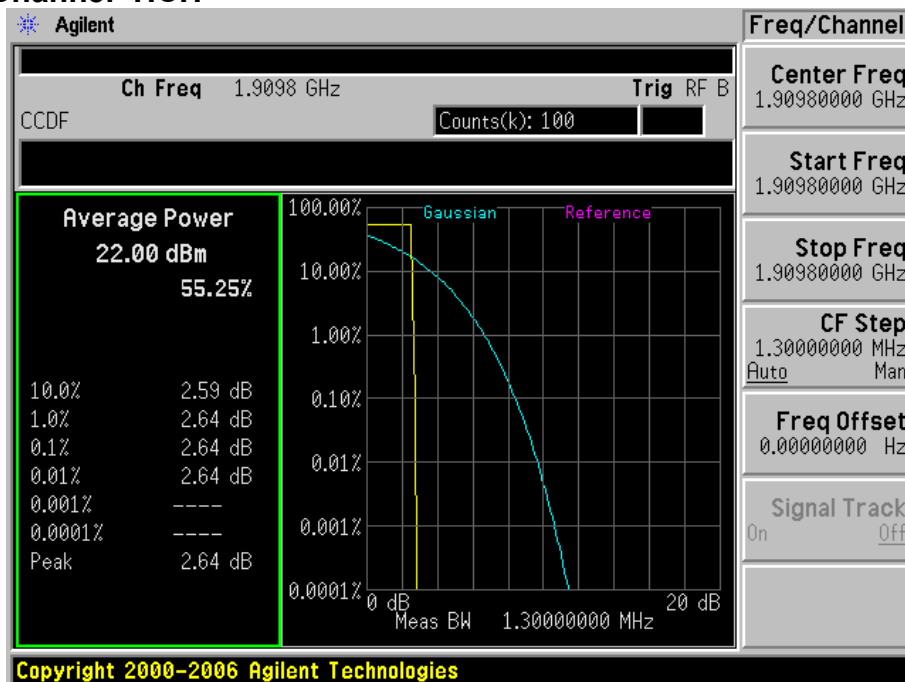 Agilent
Freq/Channel
Ch Freq 1.9098 GHz Trig RF B
CCDF Counts(k): 100
Center Freq
1.90980000 GHz
Start Freq
1.90980000 GHz
Stop Freq
1.90980000 GHz
CF Step
1.30000000 MHz
Auto Man
Freq Offset
0.00000000 Hz
Signal Track
On Off
Average Power
22.00 dBm
55.25%
10.0% 2.59 dB
1.0% 2.64 dB
0.1% 2.64 dB
0.01% 2.64 dB
0.001% ----
0.0001% ----
Peak 2.64 dB
Gaussian Reference
100.00%
10.00%
1.00%
0.10%
0.01%
0.001%
0.0001%
0 dB 20 dB
Meas BW 1.30000000 MHz
Copyright 2000-2006 Agilent Technologies